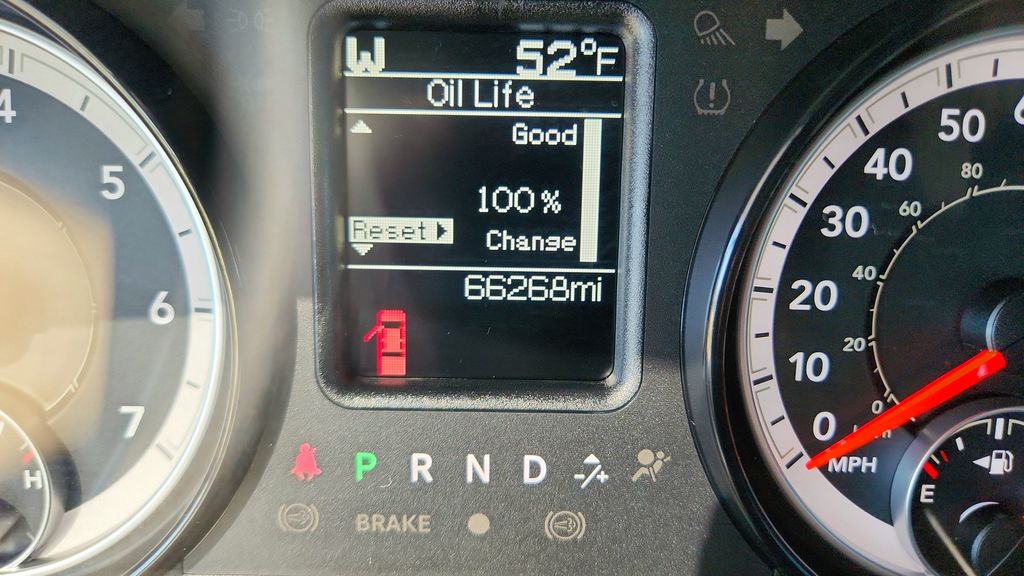 W 52°F
Oil Life
Good
100%
Reset
Change
66268mi
4
5
6
7
H
P R N D -/+
BRAKE
50
40
30
20
10
0
MPH
80
60
40
20
0
E